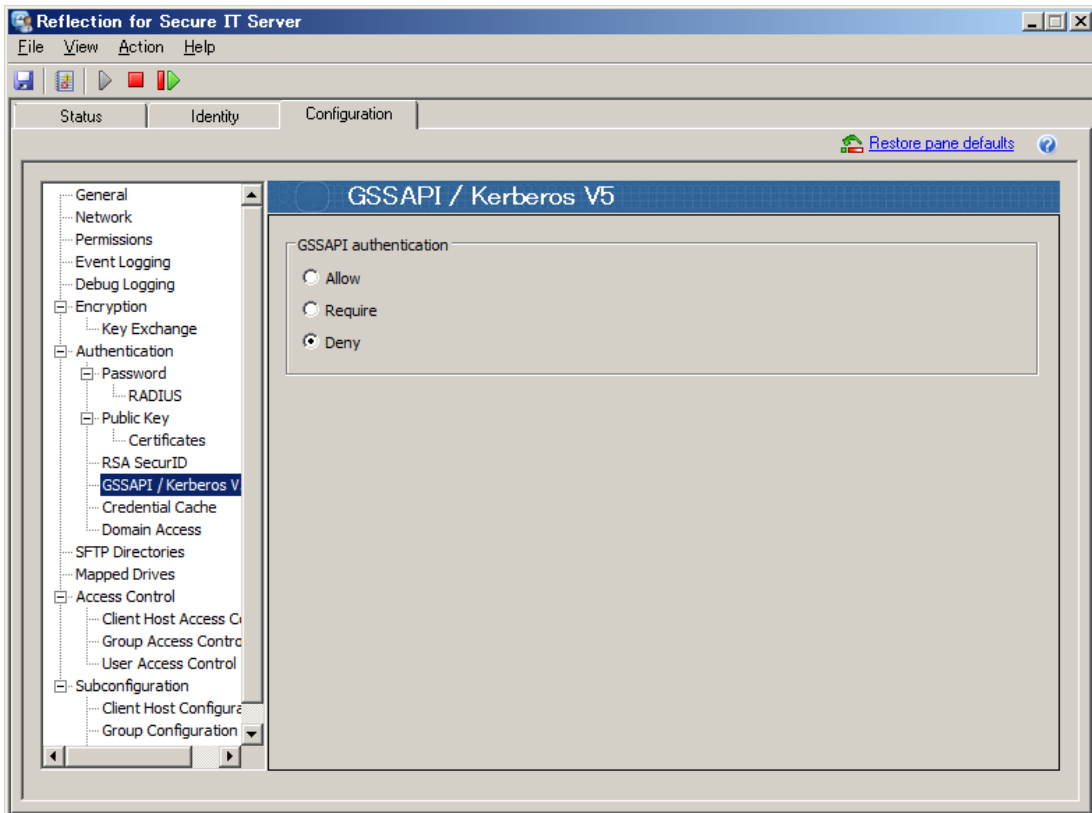 Reflection for Secure IT Server
File View Action Help
Status Identity Configuration
Restore pane defaults
General
Network
Permissions
Event Logging
Debug Logging
Encryption
Key Exchange
Authentication
Password
RADIUS
Public Key
Certificates
RSA SecurID
GSSAPI / Kerberos V
Credential Cache
Domain Access
SFTP Directories
Mapped Drives
Access Control
Client Host Access C
Group Access Contro
User Access Control
Subconfiguration
Client Host Configura
Group Configuration
GSSAPI / Kerberos V5
GSSAPI authentication
Allow
Require
Deny